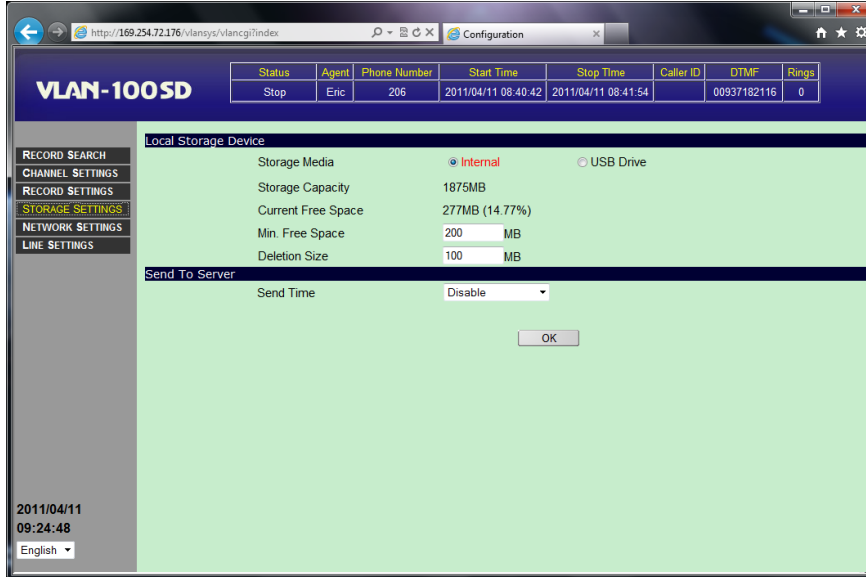 http://169.254.72.176/vlansys/vlancgi?index
Configuration
VLAN-100SD
Status Agent Phone Number Start Time Stop TIme Caller ID DTMF Rings
Stop Eric 206 2011/04/11 08:40:42 2011/04/11 08:41:54 00937182116 0
RECORD SEARCH
CHANNEL SETTINGS
RECORD SETTINGS
STORAGE SETTINGS
NETWORK SETTINGS
LINE SETTINGS
Local Storage Device
Storage Media Internal USB Drive
Storage Capacity 1875MB
Current Free Space 277MB (14.77%)
Min. Free Space 200 MB
Deletion Size 100 MB
Send To Server
Send Time Disable
OK
2011/04/11
09:24:48
English